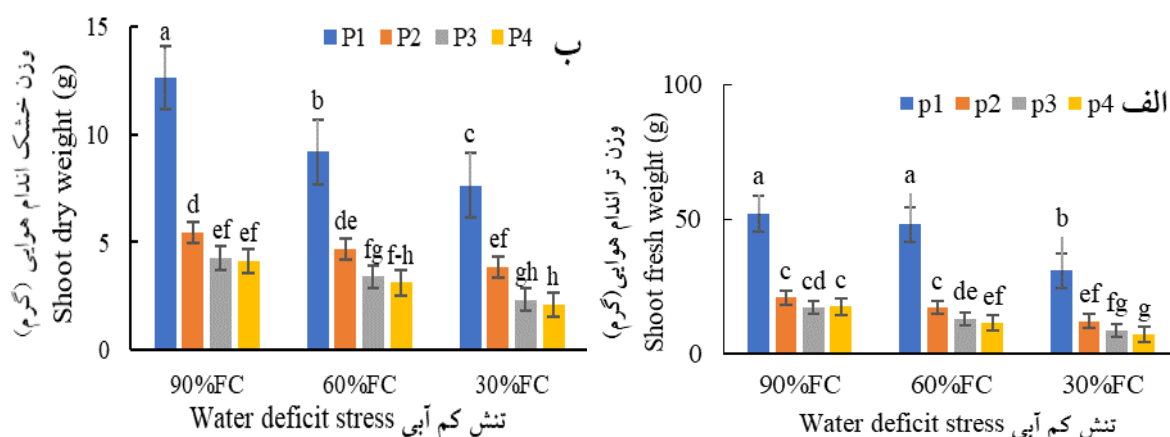 وزن خشک اندام هوایی (گرم)
Shoot dry weight (g)
15
10
5
0
P1 P2 P3 P4
ب
a
d
ef
ef
b
de
fg
f-h
c
ef
gh
h
90%FC 60%FC 30%FC
Water deficit stress تنش کم آبی
وزن تر اندام هوایی(گرم)
Shoot fresh weight (g)
100
50
0
p1 p2 p3 p4
الف
a
c
cd
c
a
c
de
ef
b
ef
fg
g
90%FC 60%FC 30%FC
Water deficit stress تنش کم آبی